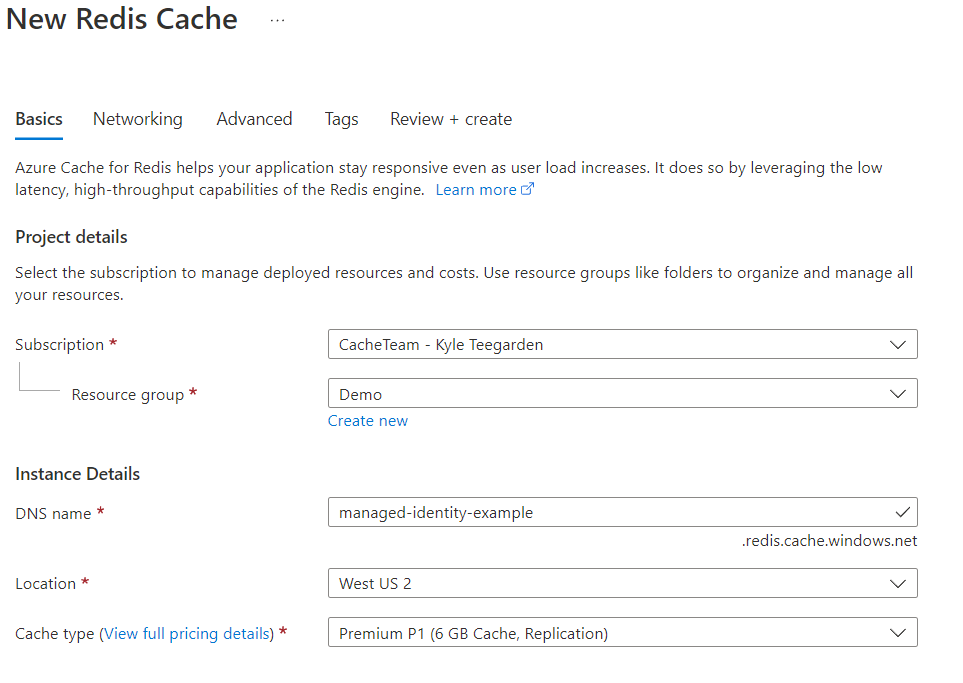 New Redis Cache ...
Basics Networking Advanced Tags Review + create
Azure Cache for Redis helps your application stay responsive even as user load increases. It does so by leveraging the low
latency, high-throughput capabilities of the Redis engine. Learn more
Project details
Select the subscription to manage deployed resources and costs. Use resource groups like folders to organize and manage all
your resources.
Subscription * CacheTeam - Kyle Teegarden
Resource group * Demo
Create new
Instance Details
DNS name * managed-identity-example
.redis.cache.windows.net
Location * West US 2
Cache type (View full pricing details) * Premium P1 (6 GB Cache, Replication)